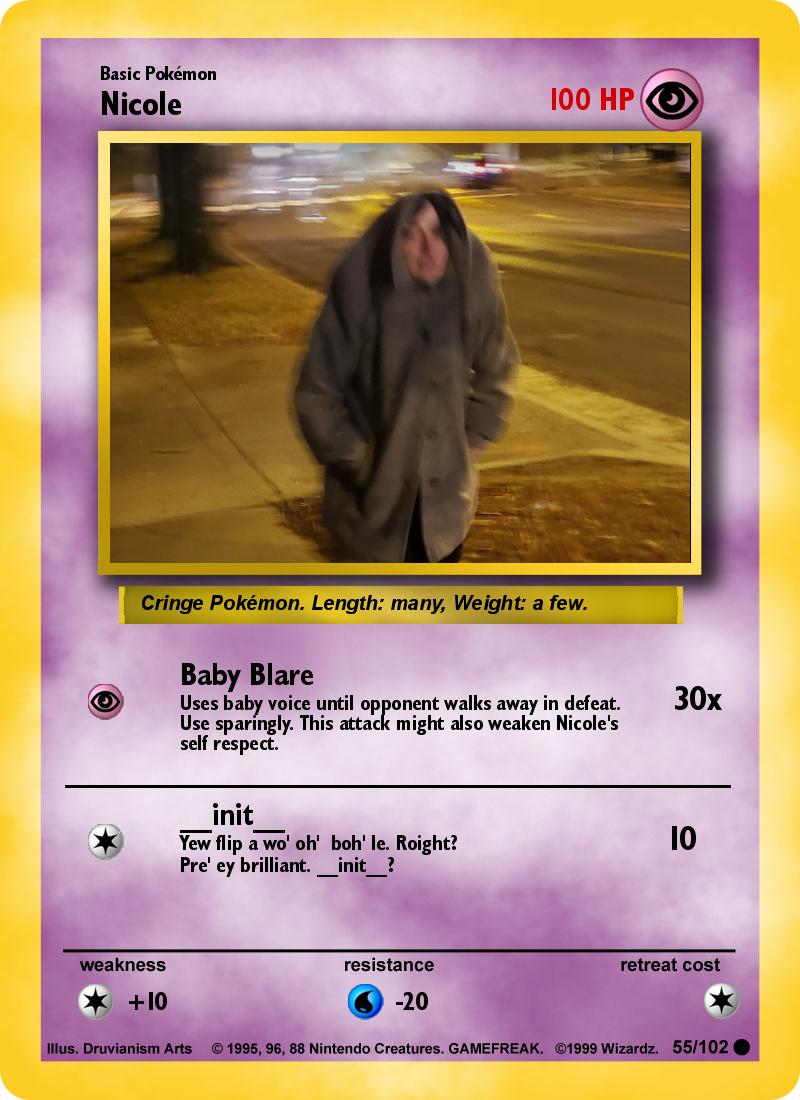 Basic Pokémon
Nicole
100 HP
Cringe Pokémon. Length: many, Weight: a few.
Baby Blare
Uses baby voice until opponent walks away in defeat.
Use sparingly. This attack might also weaken Nicole's
self respect.
30x
__init__
Yew flip a wo' oh' boh' le. Roight?
Pre' ey brilliant. __init__?
10
weakness
resistance
retreat cost
+10
-20
Illus. Druvianism Arts © 1995, 96, 88 Nintendo Creatures. GAMEFREAK. ©1999 Wizardz. 55/102